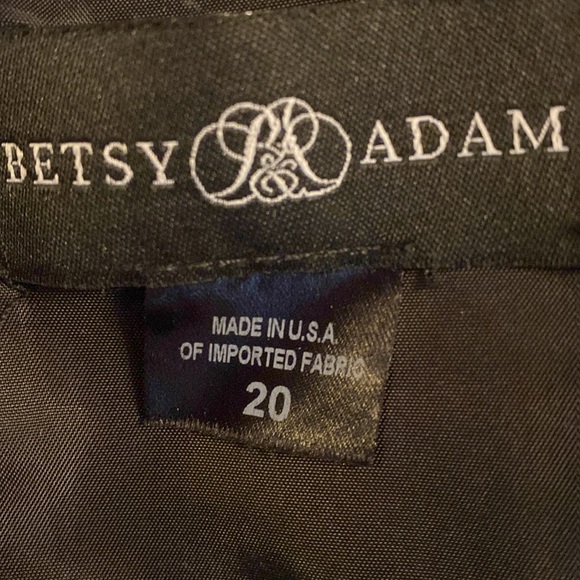 BETSY ADAM
MADE IN U.S.A.
OF IMPORTED FABRIC
20